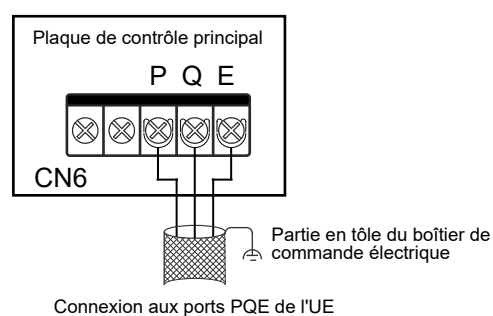 Plaque de contrôle principal
P Q E
CN6
Partie en tôle du boîtier de
commande électrique
Connexion aux ports PQE de l'UE